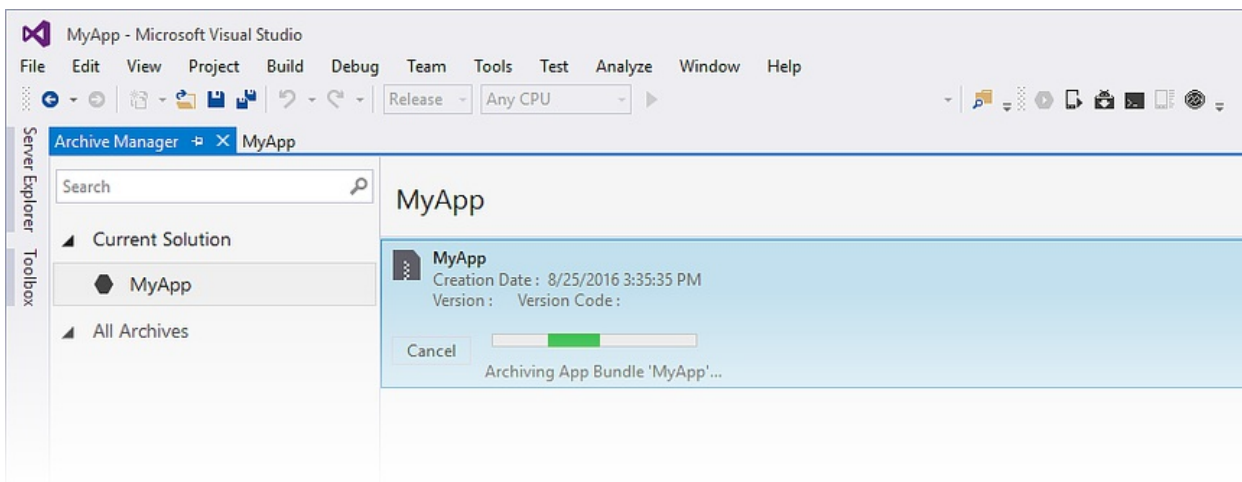 MyApp - Microsoft Visual Studio
File Edit View Project Build Debug Team Tools Test Analyze Window Help
Release Any CPU
Server Explorer
Toolbox
Archive Manager MyApp
Search
Current Solution
MyApp
All Archives
MyApp
MyApp
Creation Date : 8/25/2016 3:35:35 PM
Version : Version Code :
Cancel
Archiving App Bundle 'MyApp'...